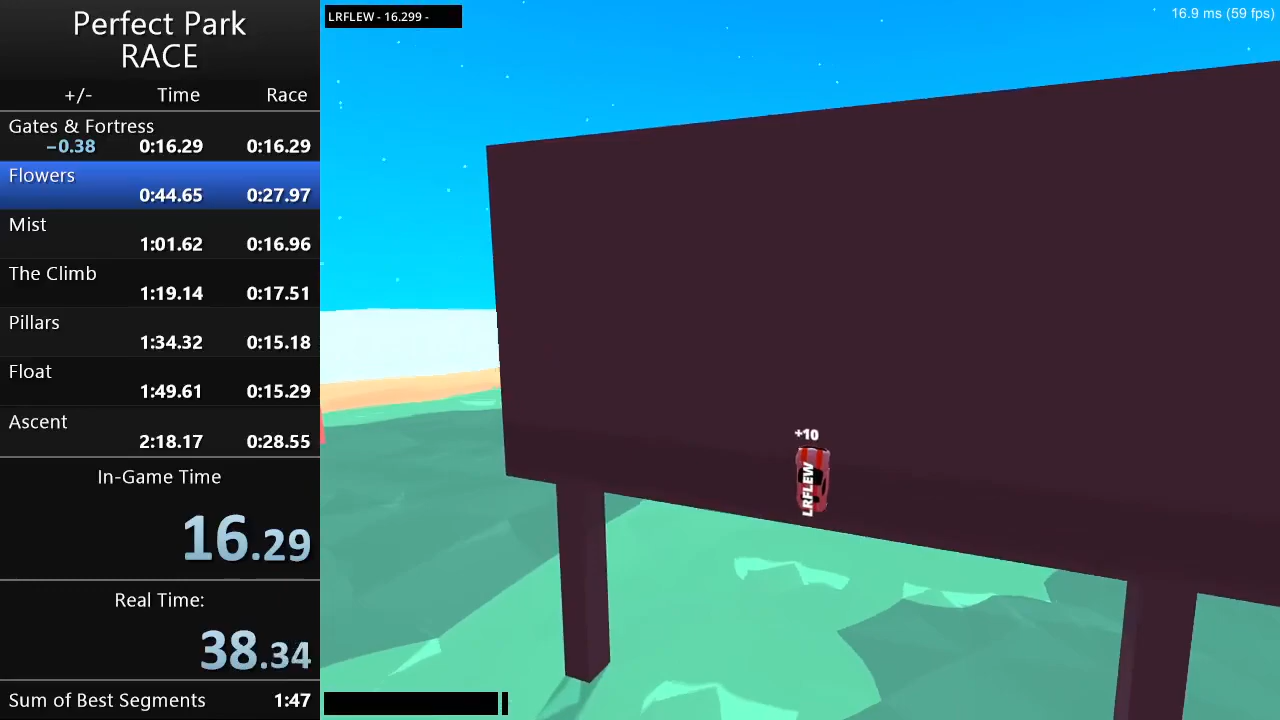 Perfect Park
RACE
+/- Time Race
Gates & Fortress
−0.38 0:16.29 0:16.29
Flowers
0:44.65 0:27.97
Mist
1:01.62 0:16.96
The Climb
1:19.14 0:17.51
Pillars
1:34.32 0:15.18
Float
1:49.61 0:15.29
Ascent
2:18.17 0:28.55
In-Game Time
16.29
Real Time:
38.34
Sum of Best Segments 1:47
LRFLEW - 16.299 -
16.9 ms (59 fps)
+10
LRFLEW